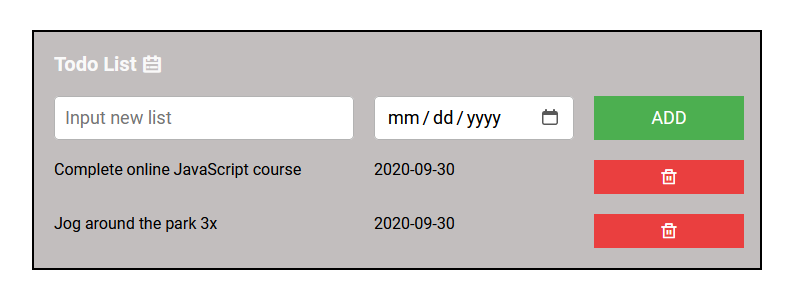 Todo List
Input new list mm/dd/yyyy ADD
Complete online JavaScript course 2020-09-30
Jog around the park 3x 2020-09-30